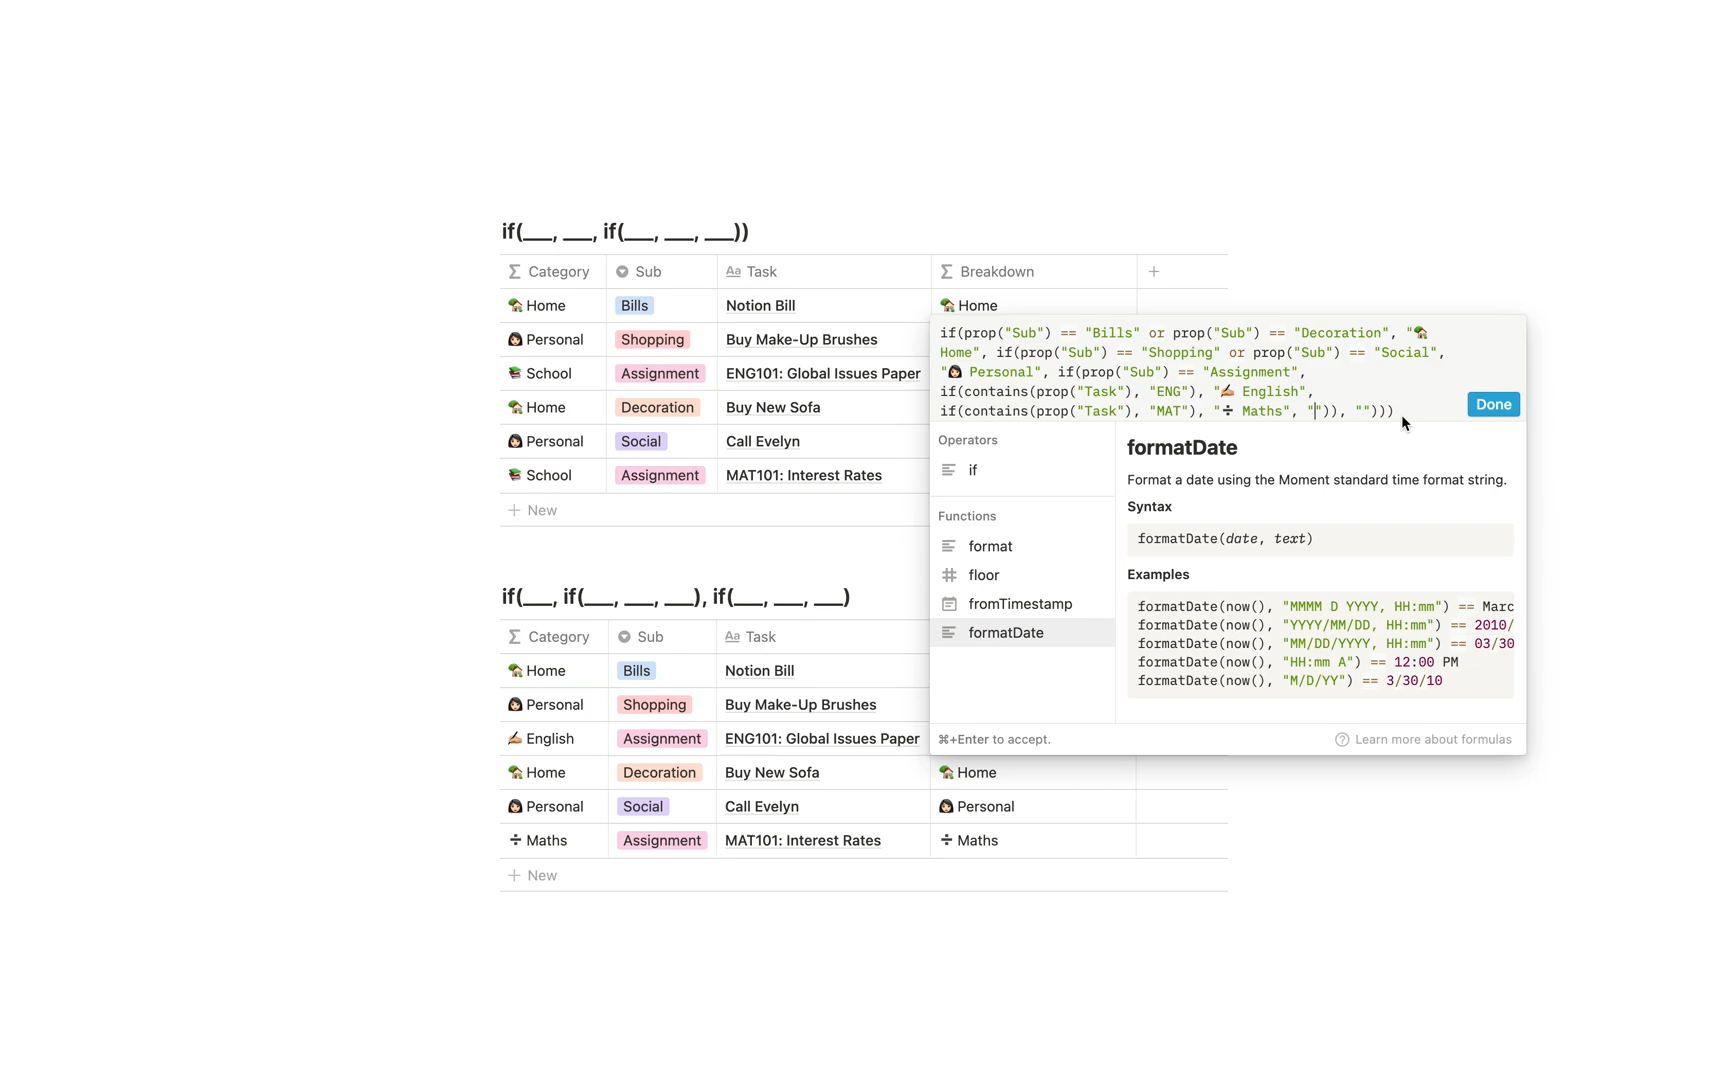 if(___, ___, if(___, ___, ___))
Category Sub Task Breakdown
🏡 Home Bills Notion Bill 🏡 Home
👩🏻 Personal Shopping Buy Make-Up Brushes
📚 School Assignment ENG101: Global Issues Paper
🏡 Home Decoration Buy New Sofa
👩🏻 Personal Social Call Evelyn
📚 School Assignment MAT101: Interest Rates
+ New
if(prop("Sub") == "Bills" or prop("Sub") == "Decoration", "🏡
Home", if(prop("Sub") == "Shopping" or prop("Sub") == "Social",
"👩🏻 Personal", if(prop("Sub") == "Assignment",
if(contains(prop("Task"), "ENG"), "✍🏼 English",
if(contains(prop("Task"), "MAT"), "➗ Maths", "")), "")))
Done
Operators
if
Functions
format
floor
fromTimestamp
formatDate
formatDate
Format a date using the Moment standard time format string.
Syntax
formatDate(date, text)
Examples
formatDate(now(), "MMMM D YYYY, HH:mm") == Marc
formatDate(now(), "YYYY/MM/DD, HH:mm") == 2010/
formatDate(now(), "MM/DD/YYYY, HH:mm") == 03/30
formatDate(now(), "HH:mm A") == 12:00 PM
formatDate(now(), "M/D/YY") == 3/30/10
⌘+Enter to accept.
Learn more about formulas
if(___, if(___, ___, ___), if(___, ___, ___)
Category Sub Task
🏡 Home Bills Notion Bill
👩🏻 Personal Shopping Buy Make-Up Brushes
✍🏼 English Assignment ENG101: Global Issues Paper
🏡 Home Decoration Buy New Sofa 🏡 Home
👩🏻 Personal Social Call Evelyn 👩🏻 Personal
➗ Maths Assignment MAT101: Interest Rates ➗ Maths
+ New